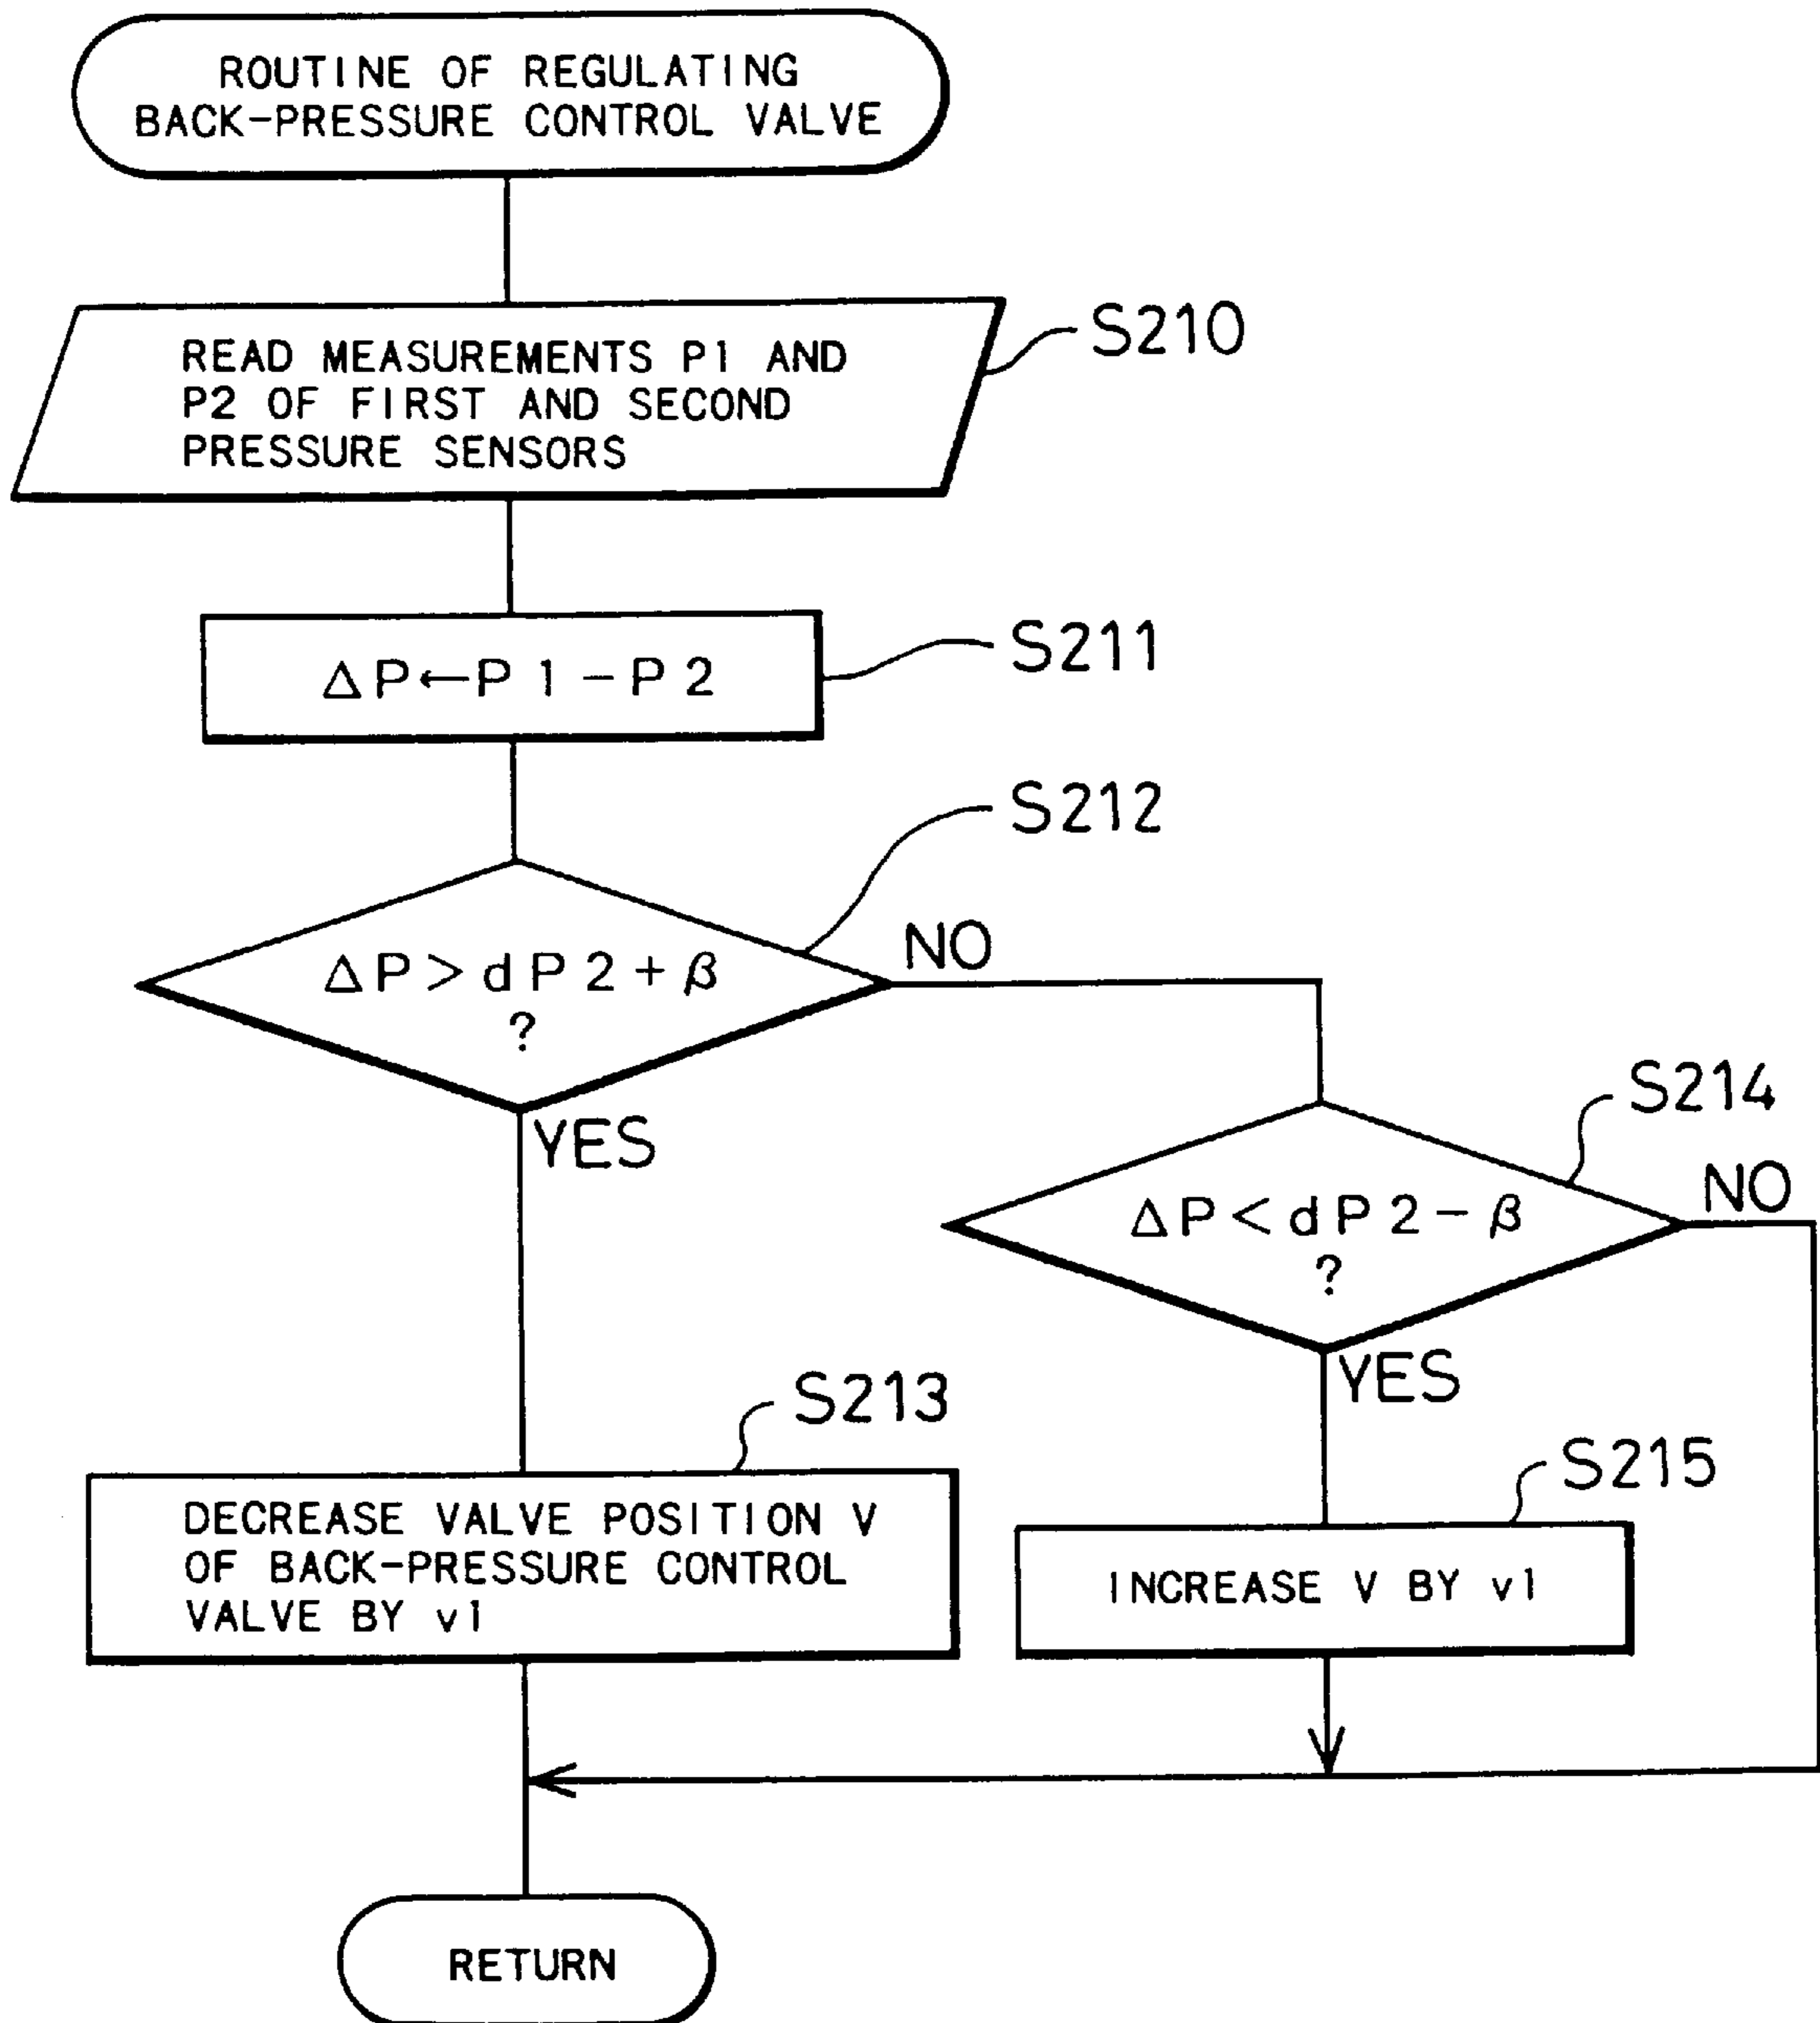 ROUTINE OF REGULATING
BACK-PRESSURE CONTROL VALVE
READ MEASUREMENTS P1 AND
P2 OF FIRST AND SECOND
PRESSURE SENSORS
S210
ΔP←P1-P2
S211
S212
ΔP>dP2+β
?
NO
YES
S214
ΔP<dP2-β
?
NO
YES
S213
DECREASE VALVE POSITION V
OF BACK-PRESSURE CONTROL
VALVE BY v1
S215
INCREASE V BY v1
RETURN